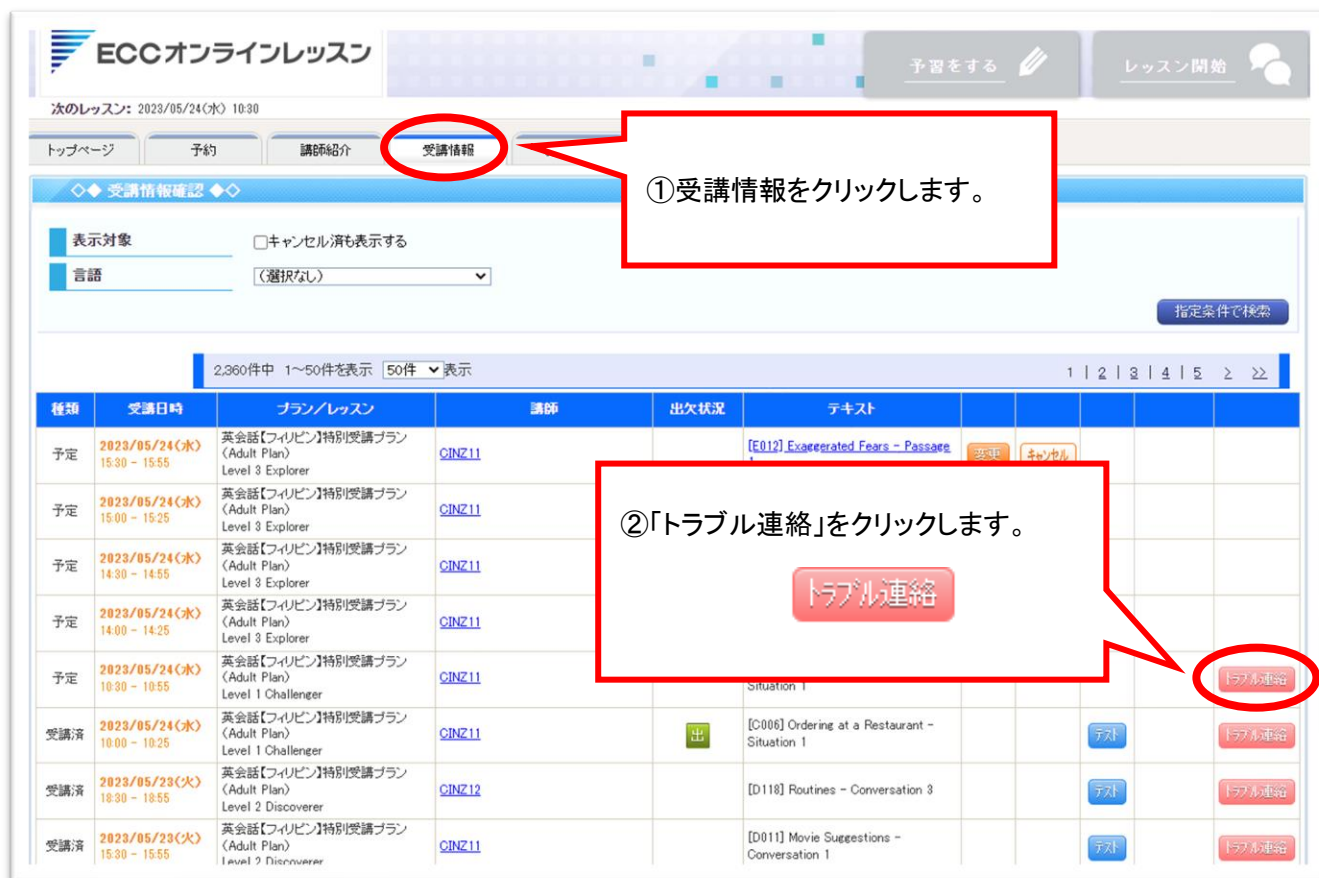 ECCオンラインレッスン
予習をする
レッスン開始
次のレッスン: 2023/05/24(水) 10:30
トップページ 予約 講師紹介 受講情報
①受講情報をクリックします。
◇◆ 受講情報確認 ◆◇
表示対象 キャンセル済も表示する
言語 (選択なし)
指定条件で検索
2,360件中 1～50件を表示 50件 表示 1 | 2 | 3 | 4 | 5 > >>
種類 受講日時 プラン/レッスン 講師 出欠状況 テキスト
予定 2023/05/24(水) 15:30 - 15:55 英会話【フィリピン】特別受講プラン (Adult Plan) Level 3 Explorer CINZ11 [E012] Exaggerated Fears - Passage 変更 キャンセル
予定 2023/05/24(水) 15:00 - 15:25 英会話【フィリピン】特別受講プラン (Adult Plan) Level 3 Explorer CINZ11
②「トラブル連絡」をクリックします。
トラブル連絡
予定 2023/05/24(水) 14:30 - 14:55 英会話【フィリピン】特別受講プラン (Adult Plan) Level 3 Explorer CINZ11
予定 2023/05/24(水) 14:00 - 14:25 英会話【フィリピン】特別受講プラン (Adult Plan) Level 3 Explorer CINZ11
予定 2023/05/24(水) 10:30 - 10:55 英会話【フィリピン】特別受講プラン (Adult Plan) Level 1 Challenger CINZ11 Situation 1 トラブル連絡
受講済 2023/05/24(水) 10:00 - 10:25 英会話【フィリピン】特別受講プラン (Adult Plan) Level 1 Challenger CINZ11 出 [C006] Ordering at a Restaurant - Situation 1 テスト トラブル連絡
受講済 2023/05/23(火) 18:30 - 18:55 英会話【フィリピン】特別受講プラン (Adult Plan) Level 2 Discoverer CINZ12 [D118] Routines - Conversation 3 テスト トラブル連絡
受講済 2023/05/23(火) 15:30 - 15:55 英会話【フィリピン】特別受講プラン (Adult Plan) Level 2 Discoverer CINZ11 [D011] Movie Suggestions - Conversation 1 テスト トラブル連絡